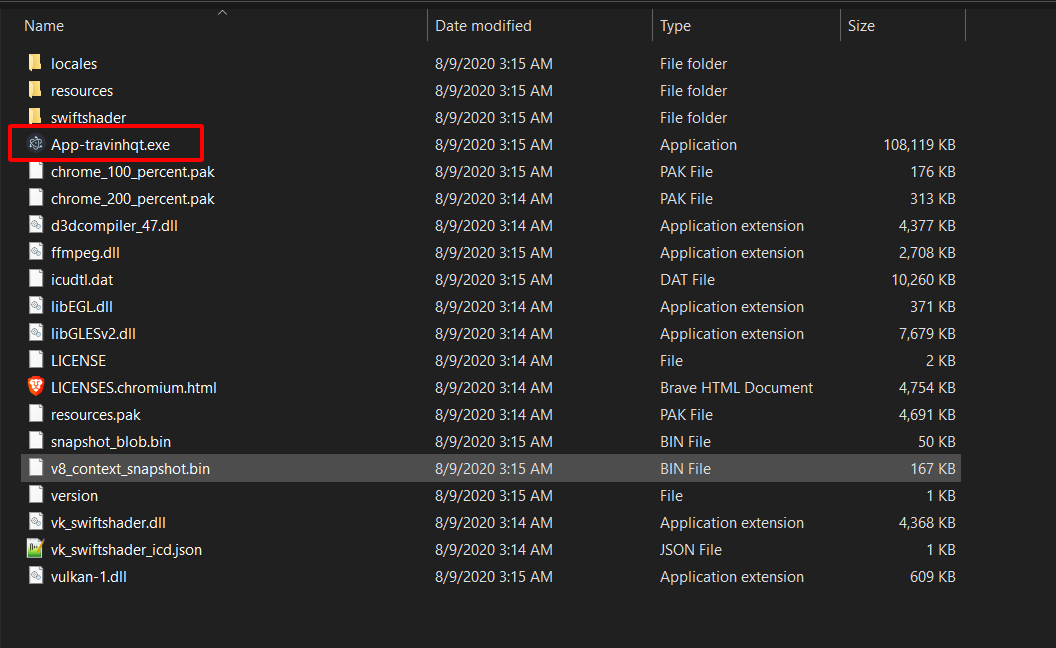 Name Date modified Type Size
locales 8/9/2020 3:15 AM File folder
resources 8/9/2020 3:15 AM File folder
swiftshader 8/9/2020 3:15 AM File folder
App-travinhqt.exe 8/9/2020 3:15 AM Application 108,119 KB
chrome_100_percent.pak 8/9/2020 3:15 AM PAK File 176 KB
chrome_200_percent.pak 8/9/2020 3:14 AM PAK File 313 KB
d3dcompiler_47.dll 8/9/2020 3:14 AM Application extension 4,377 KB
ffmpeg.dll 8/9/2020 3:15 AM Application extension 2,708 KB
icudtl.dat 8/9/2020 3:15 AM DAT File 10,260 KB
libEGL.dll 8/9/2020 3:14 AM Application extension 371 KB
libGLESv2.dll 8/9/2020 3:14 AM Application extension 7,679 KB
LICENSE 8/9/2020 3:14 AM File 2 KB
LICENSES.chromium.html 8/9/2020 3:14 AM Brave HTML Document 4,754 KB
resources.pak 8/9/2020 3:14 AM PAK File 4,691 KB
snapshot_blob.bin 8/9/2020 3:15 AM BIN File 50 KB
v8_context_snapshot.bin 8/9/2020 3:15 AM BIN File 167 KB
version 8/9/2020 3:15 AM File 1 KB
vk_swiftshader.dll 8/9/2020 3:14 AM Application extension 4,368 KB
vk_swiftshader_icd.json 8/9/2020 3:14 AM JSON File 1 KB
vulkan-1.dll 8/9/2020 3:15 AM Application extension 609 KB